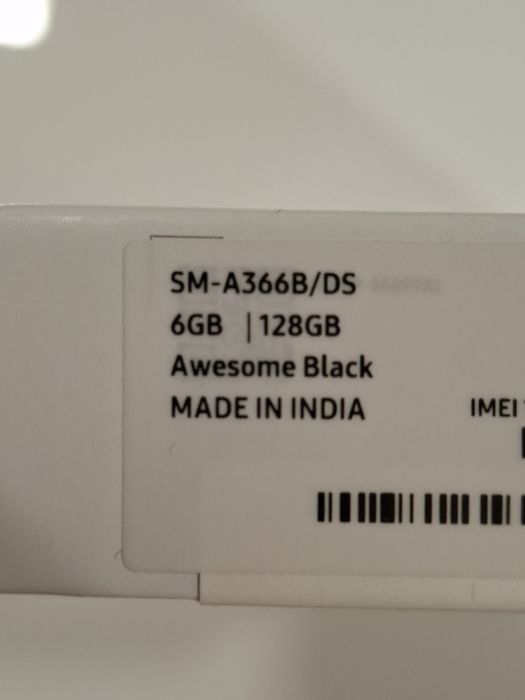 SM-A366B/DS
6GB | 128GB
Awesome Black
MADE IN INDIA
IMEI